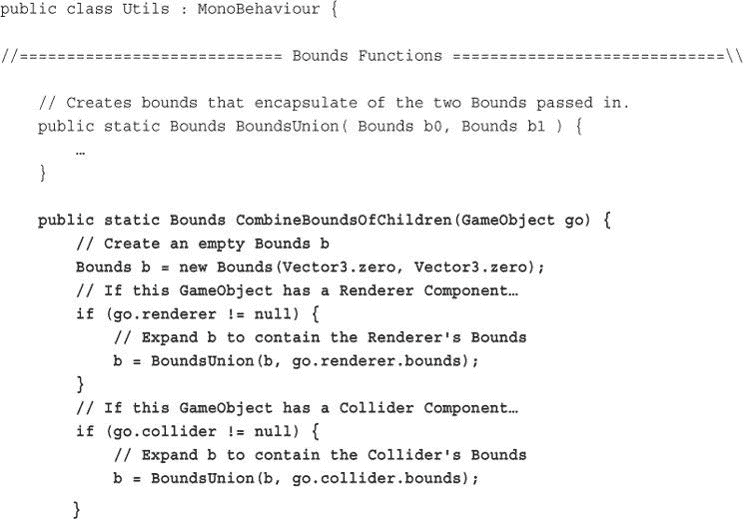 public class Utils : MonoBehaviour {
//============================ Bounds Functions =============================\\
// Creates bounds that encapsulate of the two Bounds passed in.
public static Bounds BoundsUnion( Bounds b0, Bounds b1 ) {
…
}
public static Bounds CombineBoundsOfChildren(GameObject go) {
// Create an empty Bounds b
Bounds b = new Bounds(Vector3.zero, Vector3.zero);
// If this GameObject has a Renderer Component…
if (go.renderer != null) {
// Expand b to contain the Renderer's Bounds
b = BoundsUnion(b, go.renderer.bounds);
}
// If this GameObject has a Collider Component…
if (go.collider != null) {
// Expand b to contain the Collider's Bounds
b = BoundsUnion(b, go.collider.bounds);
}